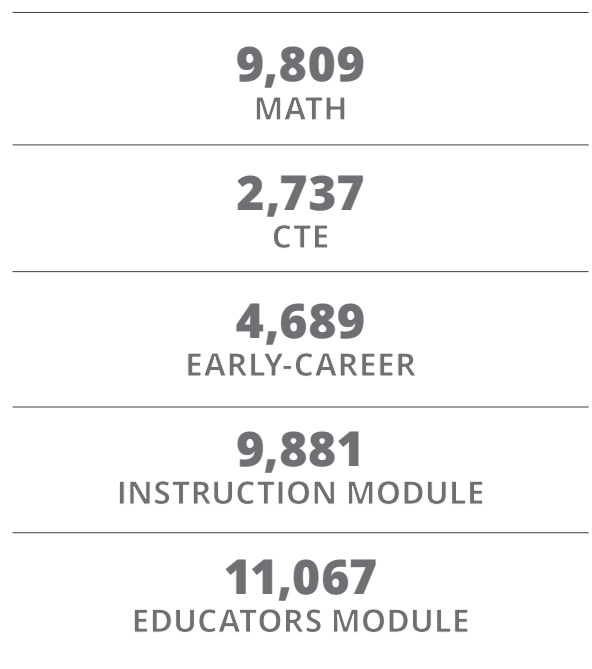 9,809
MATH
2,737
CTE
4,689
EARLY-CAREER
9,881
INSTRUCTION MODULE
11,067
EDUCATORS MODULE